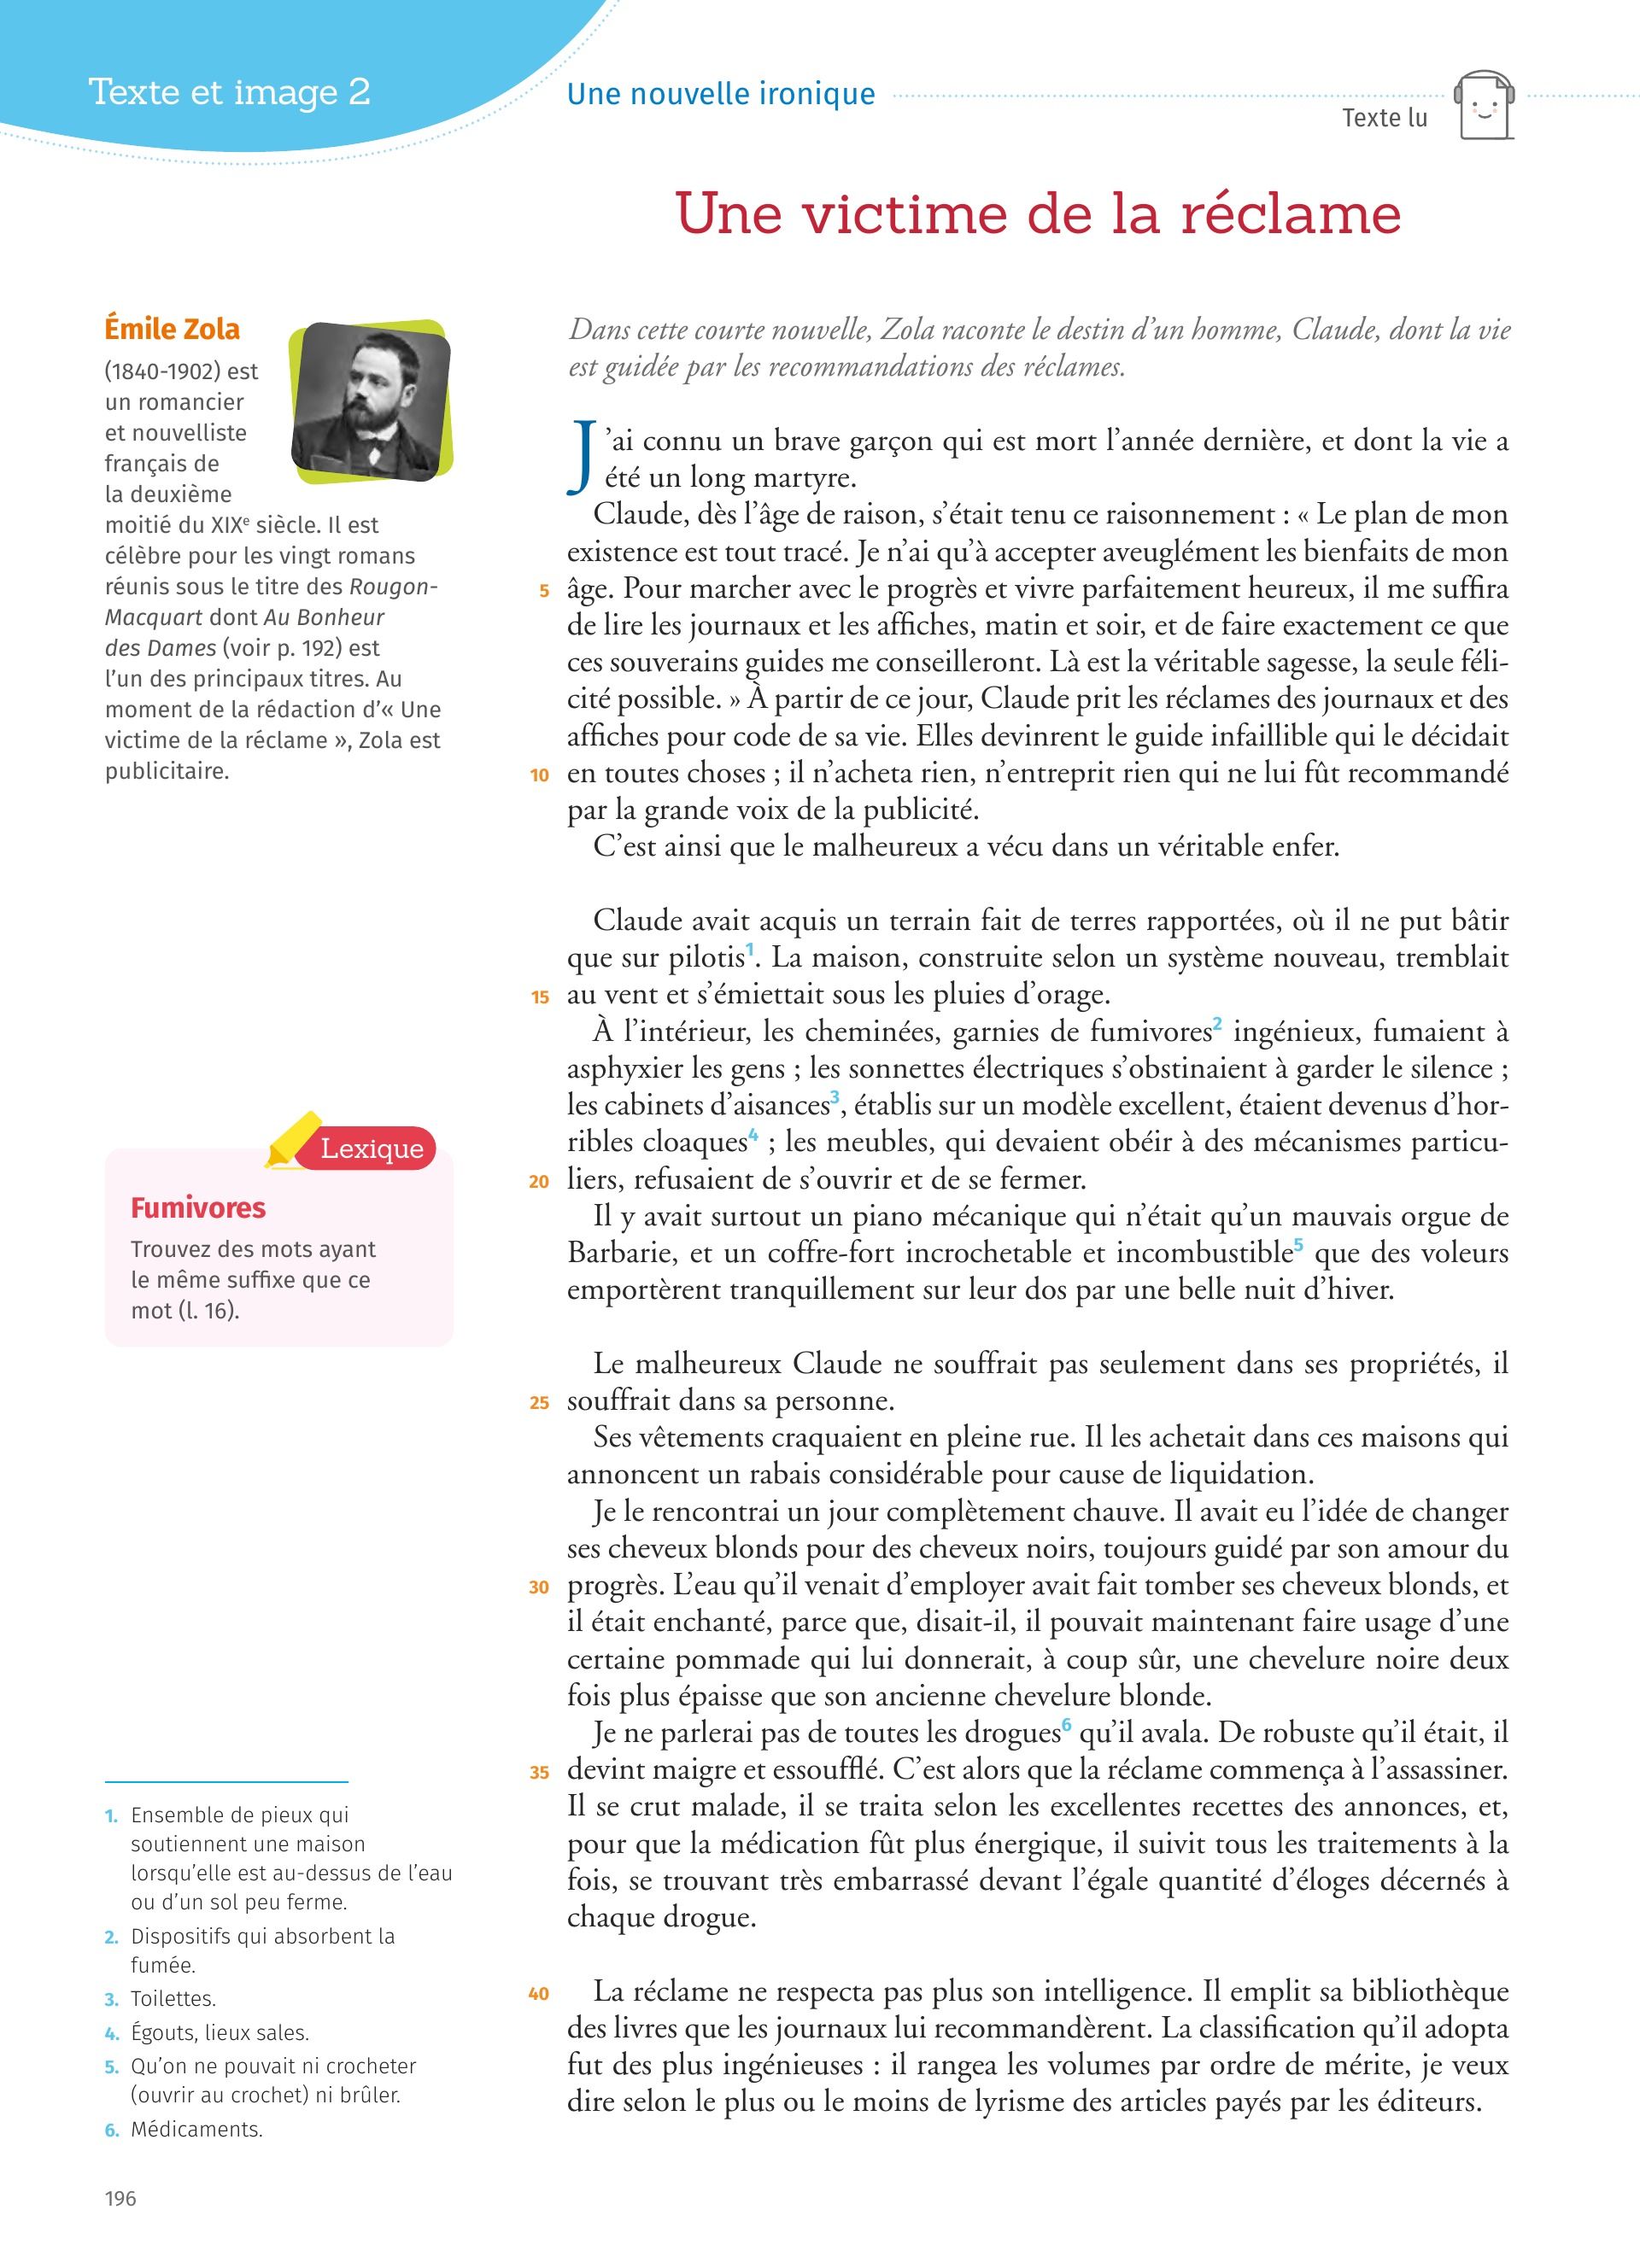 Texte et image 2
Une nouvelle ironique
Texte lu
Une victime de la réclame
Émile Zola
(1840-1902) est
un romancier
et nouvelliste
français de
la deuxième
moitié du XIXe siècle. Il est
célèbre pour les vingt romans
réunis sous le titre des Rougon-
Macquart dont Au Bonheur
des Dames (voir p. 192) est
l’un des principaux titres. Au
moment de la rédaction d’« Une
victime de la réclame », Zola est
publicitaire.
Lexique
Fumivores
Trouvez des mots ayant
le même suffixe que ce
mot (l. 16).
1. Ensemble de pieux qui
soutiennent une maison
lorsqu’elle est au-dessus de l’eau
ou d’un sol peu ferme.
2. Dispositifs qui absorbent la
fumée.
3. Toilettes.
4. Égouts, lieux sales.
5. Qu’on ne pouvait ni crocheter
(ouvrir au crochet) ni brûler.
6. Médicaments.
Dans cette courte nouvelle, Zola raconte le destin d’un homme, Claude, dont la vie
est guidée par les recommandations des réclames.
J’ai connu un brave garçon qui est mort l’année dernière, et dont la vie a
été un long martyre.
Claude, dès l’âge de raison, s’était tenu ce raisonnement : « Le plan de mon
existence est tout tracé. Je n’ai qu’à accepter aveuglément les bienfaits de mon
5 âge. Pour marcher avec le progrès et vivre parfaitement heureux, il me suffira
de lire les journaux et les affiches, matin et soir, et de faire exactement ce que
ces souverains guides me conseilleront. Là est la véritable sagesse, la seule féli-
cité possible. » À partir de ce jour, Claude prit les réclames des journaux et des
affiches pour code de sa vie. Elles devinrent le guide infaillible qui le décidait
10 en toutes choses ; il n’acheta rien, n’entreprit rien qui ne lui fût recommandé
par la grande voix de la publicité.
C’est ainsi que le malheureux a vécu dans un véritable enfer.
Claude avait acquis un terrain fait de terres rapportées, où il ne put bâtir
que sur pilotis1. La maison, construite selon un système nouveau, tremblait
15 au vent et s’émiettait sous les pluies d’orage.
À l’intérieur, les cheminées, garnies de fumivores2 ingénieux, fumaient à
asphyxier les gens ; les sonnettes électriques s’obstinaient à garder le silence ;
les cabinets d’aisances3, établis sur un modèle excellent, étaient devenus d’hor-
ribles cloaques4 ; les meubles, qui devaient obéir à des mécanismes particu-
20 liers, refusaient de s’ouvrir et de se fermer.
Il y avait surtout un piano mécanique qui n’était qu’un mauvais orgue de
Barbarie, et un coffre-fort incrochetable et incombustible5 que des voleurs
emportèrent tranquillement sur leur dos par une belle nuit d’hiver.
Le malheureux Claude ne souffrait pas seulement dans ses propriétés, il
25 souffrait dans sa personne.
Ses vêtements craquaient en pleine rue. Il les achetait dans ces maisons qui
annoncent un rabais considérable pour cause de liquidation.
Je le rencontrai un jour complètement chauve. Il avait eu l’idée de changer
ses cheveux blonds pour des cheveux noirs, toujours guidé par son amour du
30 progrès. L’eau qu’il venait d’employer avait fait tomber ses cheveux blonds, et
il était enchanté, parce que, disait-il, il pouvait maintenant faire usage d’une
certaine pommade qui lui donnerait, à coup sûr, une chevelure noire deux
fois plus épaisse que son ancienne chevelure blonde.
Je ne parlerai pas de toutes les drogues6 qu’il avala. De robuste qu’il était, il
35 devint maigre et essoufflé. C’est alors que la réclame commença à l’assassiner.
Il se crut malade, il se traita selon les excellentes recettes des annonces, et,
pour que la médication fût plus énergique, il suivit tous les traitements à la
fois, se trouvant très embarrassé devant l’égale quantité d’éloges décernés à
chaque drogue.
40 La réclame ne respecta pas plus son intelligence. Il emplit sa bibliothèque
des livres que les journaux lui recommandèrent. La classification qu’il adopta
fut des plus ingénieuses : il rangea les volumes par ordre de mérite, je veux
dire selon le plus ou le moins de lyrisme des articles payés par les éditeurs.
196